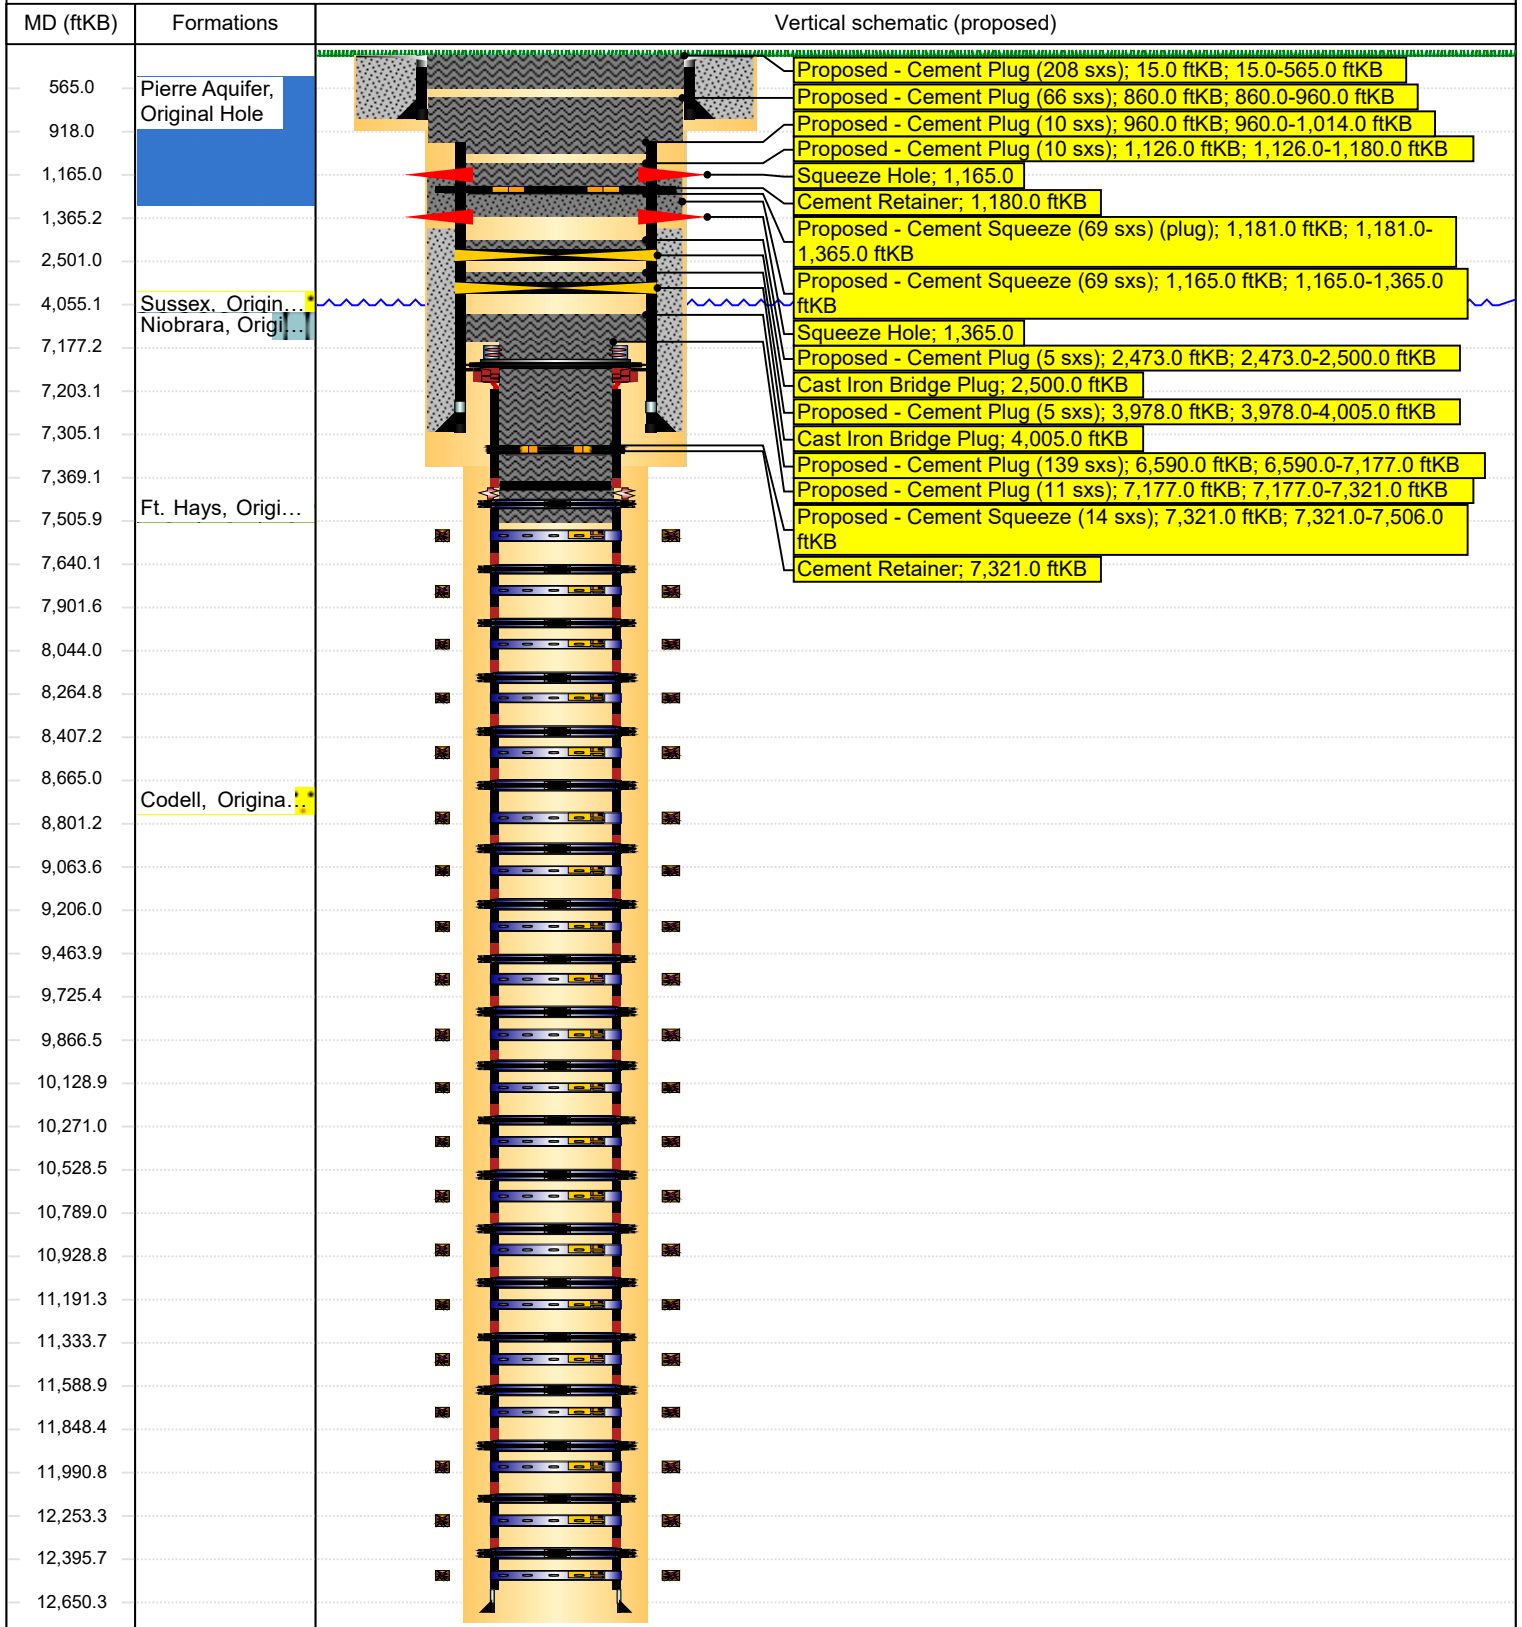 MD (ftKB)
Formations
Vertical schematic (proposed)
565.0
918.0
1,165.0
1,365.2
2,501.0
4,055.1
7,177.2
7,203.1
7,305.1
7,369.1
7,505.9
7,640.1
7,901.6
8,044.0
8,264.8
8,407.2
8,665.0
8,801.2
9,063.6
9,206.0
9,463.9
9,725.4
9,866.5
10,128.9
10,271.0
10,528.5
10,789.0
10,928.8
11,191.3
11,333.7
11,588.9
11,848.4
11,990.8
12,253.3
12,395.7
12,650.3
Pierre Aquifer,
Original Hole
Sussex, Origin...
Niobrara, Origi...
Ft. Hays, Origi...
Codell, Origina...
Proposed - Cement Plug (208 sxs); 15.0 ftKB; 15.0-565.0 ftKB
Proposed - Cement Plug (66 sxs); 860.0 ftKB; 860.0-960.0 ftKB
Proposed - Cement Plug (10 sxs); 960.0 ftKB; 960.0-1,014.0 ftKB
Proposed - Cement Plug (10 sxs); 1,126.0 ftKB; 1,126.0-1,180.0 ftKB
Squeeze Hole; 1,165.0
Cement Retainer; 1,180.0 ftKB
Proposed - Cement Squeeze (69 sxs) (plug); 1,181.0 ftKB; 1,181.0-
1,365.0 ftKB
Proposed - Cement Squeeze (69 sxs); 1,165.0 ftKB; 1,165.0-1,365.0
ftKB
Squeeze Hole; 1,365.0
Proposed - Cement Plug (5 sxs); 2,473.0 ftKB; 2,473.0-2,500.0 ftKB
Cast Iron Bridge Plug; 2,500.0 ftKB
Proposed - Cement Plug (5 sxs); 3,978.0 ftKB; 3,978.0-4,005.0 ftKB
Cast Iron Bridge Plug; 4,005.0 ftKB
Proposed - Cement Plug (139 sxs); 6,590.0 ftKB; 6,590.0-7,177.0 ftKB
Proposed - Cement Plug (11 sxs); 7,177.0 ftKB; 7,177.0-7,321.0 ftKB
Proposed - Cement Squeeze (14 sxs); 7,321.0 ftKB; 7,321.0-7,506.0
ftKB
Cement Retainer; 7,321.0 ftKB